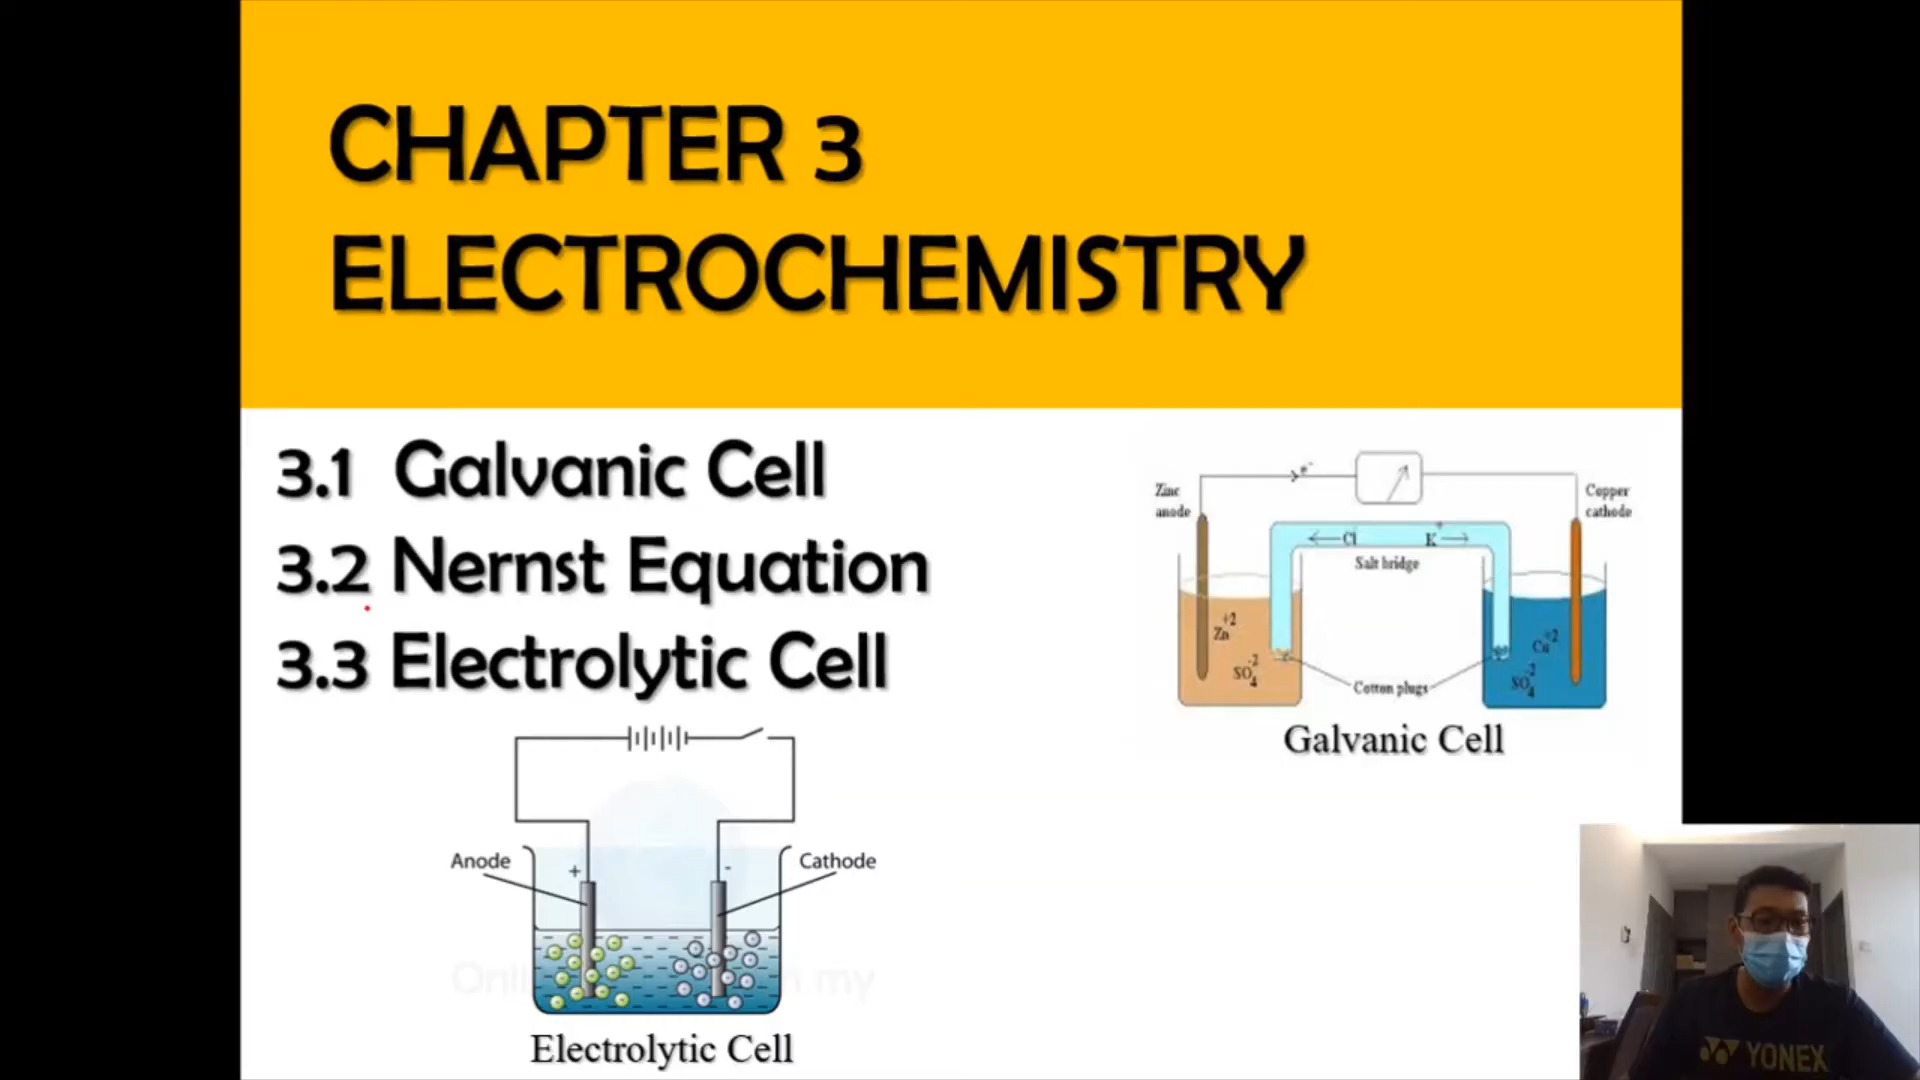 CHAPTER 3
ELECTROCHEMISTRY
3.1 Galvanic Cell
3.2 Nernst Equation
3.3 Electrolytic Cell
e-
Zinc
anode
Copper
cathode
Cl
K+
Salt bridge
Zn+2
SO4-2
Cu+2
SO4-2
Cotton plugs
Galvanic Cell
Anode
+
-
Cathode
Electrolytic Cell
YONEX